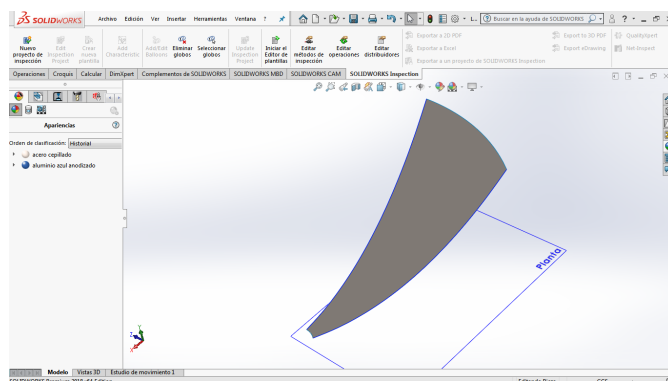 SOLIDWORKS Archivo Edición Ver Insertar Herramientas Ventana ? Buscar en la ayuda de SOLIDWORKS
Nuevo proyecto de inspección
Edit Inspection Project
Crear nueva plantilla
Add Characteristic
Add/Edit Balloons
Eliminar globos
Seleccionar globos
Update Inspection Project
Iniciar el Editor de plantillas
Editar métodos de inspección
Editar operaciones
Editar distribuidores
Exportar a 2D PDF
Exportar a Excel
Exportar a un proyecto de SOLIDWORKS Inspection
Export to 3D PDF
Export eDrawing
QualityXpert
Net-Inspect
Operaciones Croquis Calcular DimXpert Complementos de SOLIDWORKS SOLIDWORKS MBD SOLIDWORKS CAM SOLIDWORKS Inspection
Apariencias
Orden de clasificación: Historial
acero cepillado
aluminio azul anodizado
Planta
Y
Z
X
Modelo Vistas 3D Estudio de movimiento 1